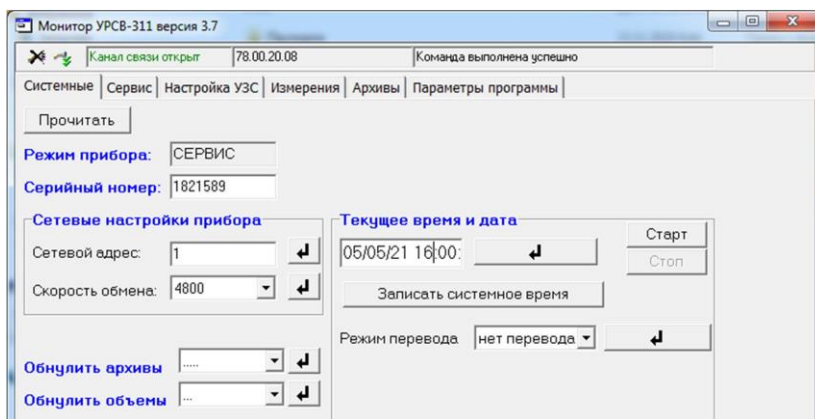 Монитор УРСВ-311 версия 3.7
Канал связи открыт 78.00.20.08 Команда выполнена успешно
Системные Сервис Настройка УЗС Измерения Архивы Параметры программы
Прочитать
Режим прибора: СЕРВИС
Серийный номер: 1821589
Сетевые настройки прибора
Сетевой адрес: 1
Скорость обмена: 4800
Текущее время и дата
05/05/21 16:00:
Старт
Стоп
Записать системное время
Режим перевода нет перевода
Обнулить архивы .....
Обнулить объемы ...